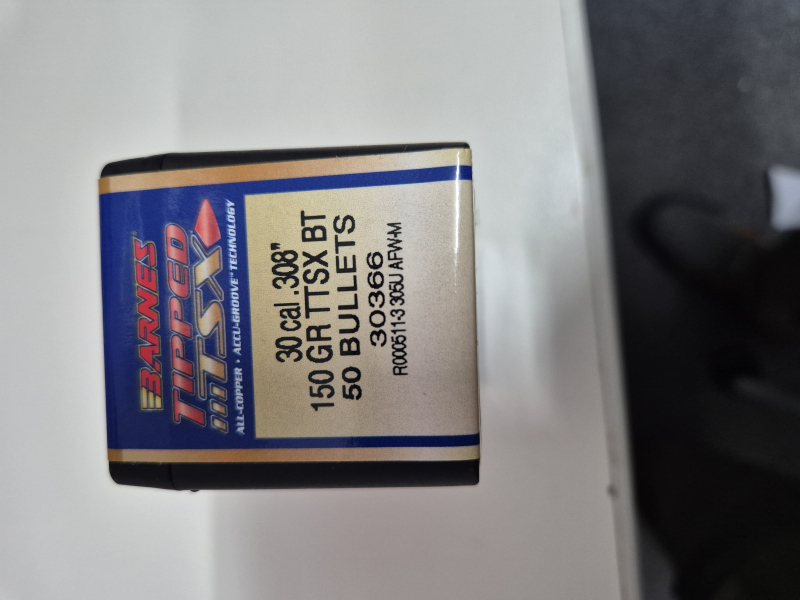 BARNES
TIPPED
TSX
ALL-COPPER • ACCU-GROOVE™ TECHNOLOGY
30 cal .308"
150 GR TTSX BT
50 BULLETS
30366
R000511-3 305U AFW-M